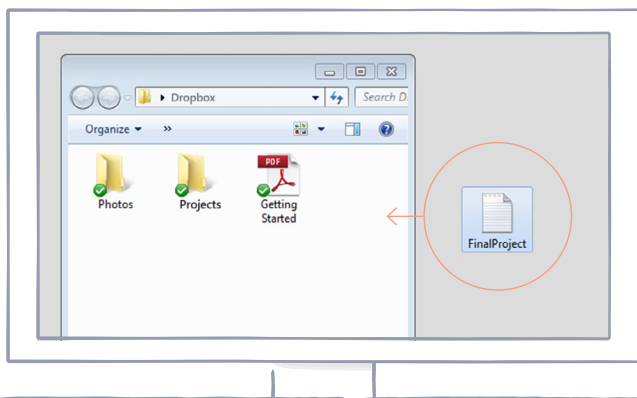 Dropbox
Search D
Organize
»
PDF
Photos
Projects
Getting
Started
FinalProject